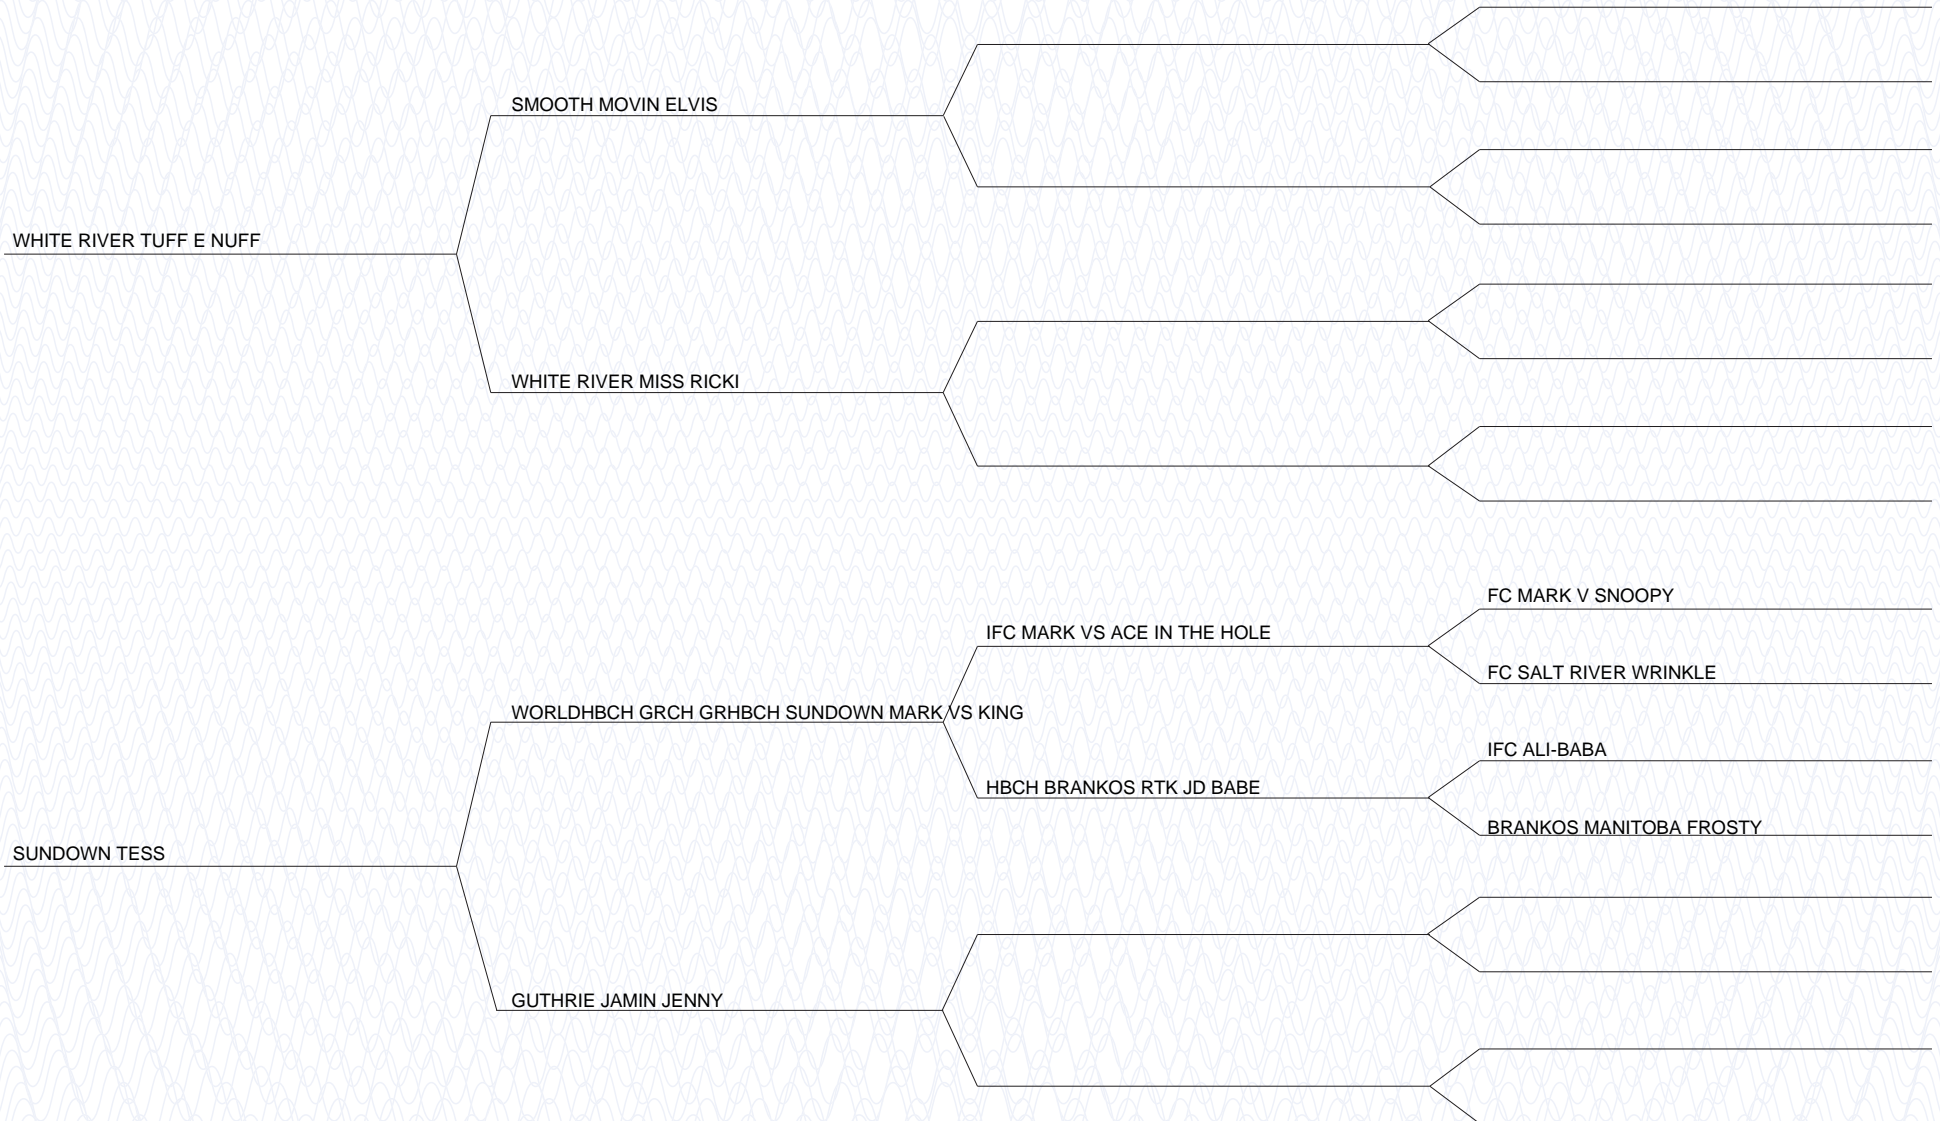 SMOOTH MOVIN ELVIS
WHITE RIVER TUFF E NUFF
WHITE RIVER MISS RICKI
FC MARK V SNOOPY
IFC MARK VS ACE IN THE HOLE
FC SALT RIVER WRINKLE
WORLDHBCH GRCH GRHBCH SUNDOWN MARK VS KING
IFC ALI-BABA
HBCH BRANKOS RTK JD BABE
BRANKOS MANITOBA FROSTY
SUNDOWN TESS
GUTHRIE JAMIN JENNY